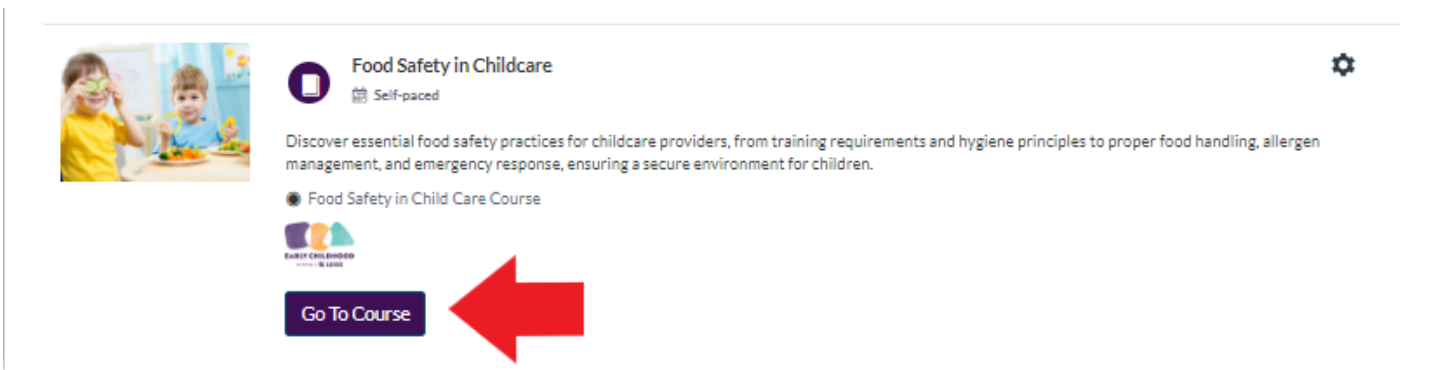 Food Safety in Childcare
Self-paced
Discover essential food safety practices for childcare providers, from training requirements and hygiene principles to proper food handling, allergen
management, and emergency response, ensuring a secure environment for children.
Food Safety in Child Care Course
EARLY CHILDHOOD
Go To Course